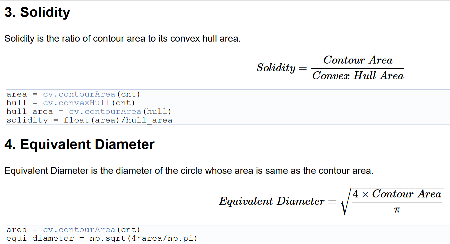 3. Solidity
Solidity is the ratio of contour area to its convex hull area.
Solidity = Contour Area / Convex Hull Area
area = cv.contourArea(cnt)
hull = cv.convexHull(cnt)
hull_area = cv.contourArea(hull)
solidity = float(area)/hull_area
4. Equivalent Diameter
Equivalent Diameter is the diameter of the circle whose area is same as the contour area.
Equivalent Diameter = √(4 × Contour Area / π)
area = cv.contourArea(cnt)
equi_diameter = np.sqrt(4*area/np.pi)